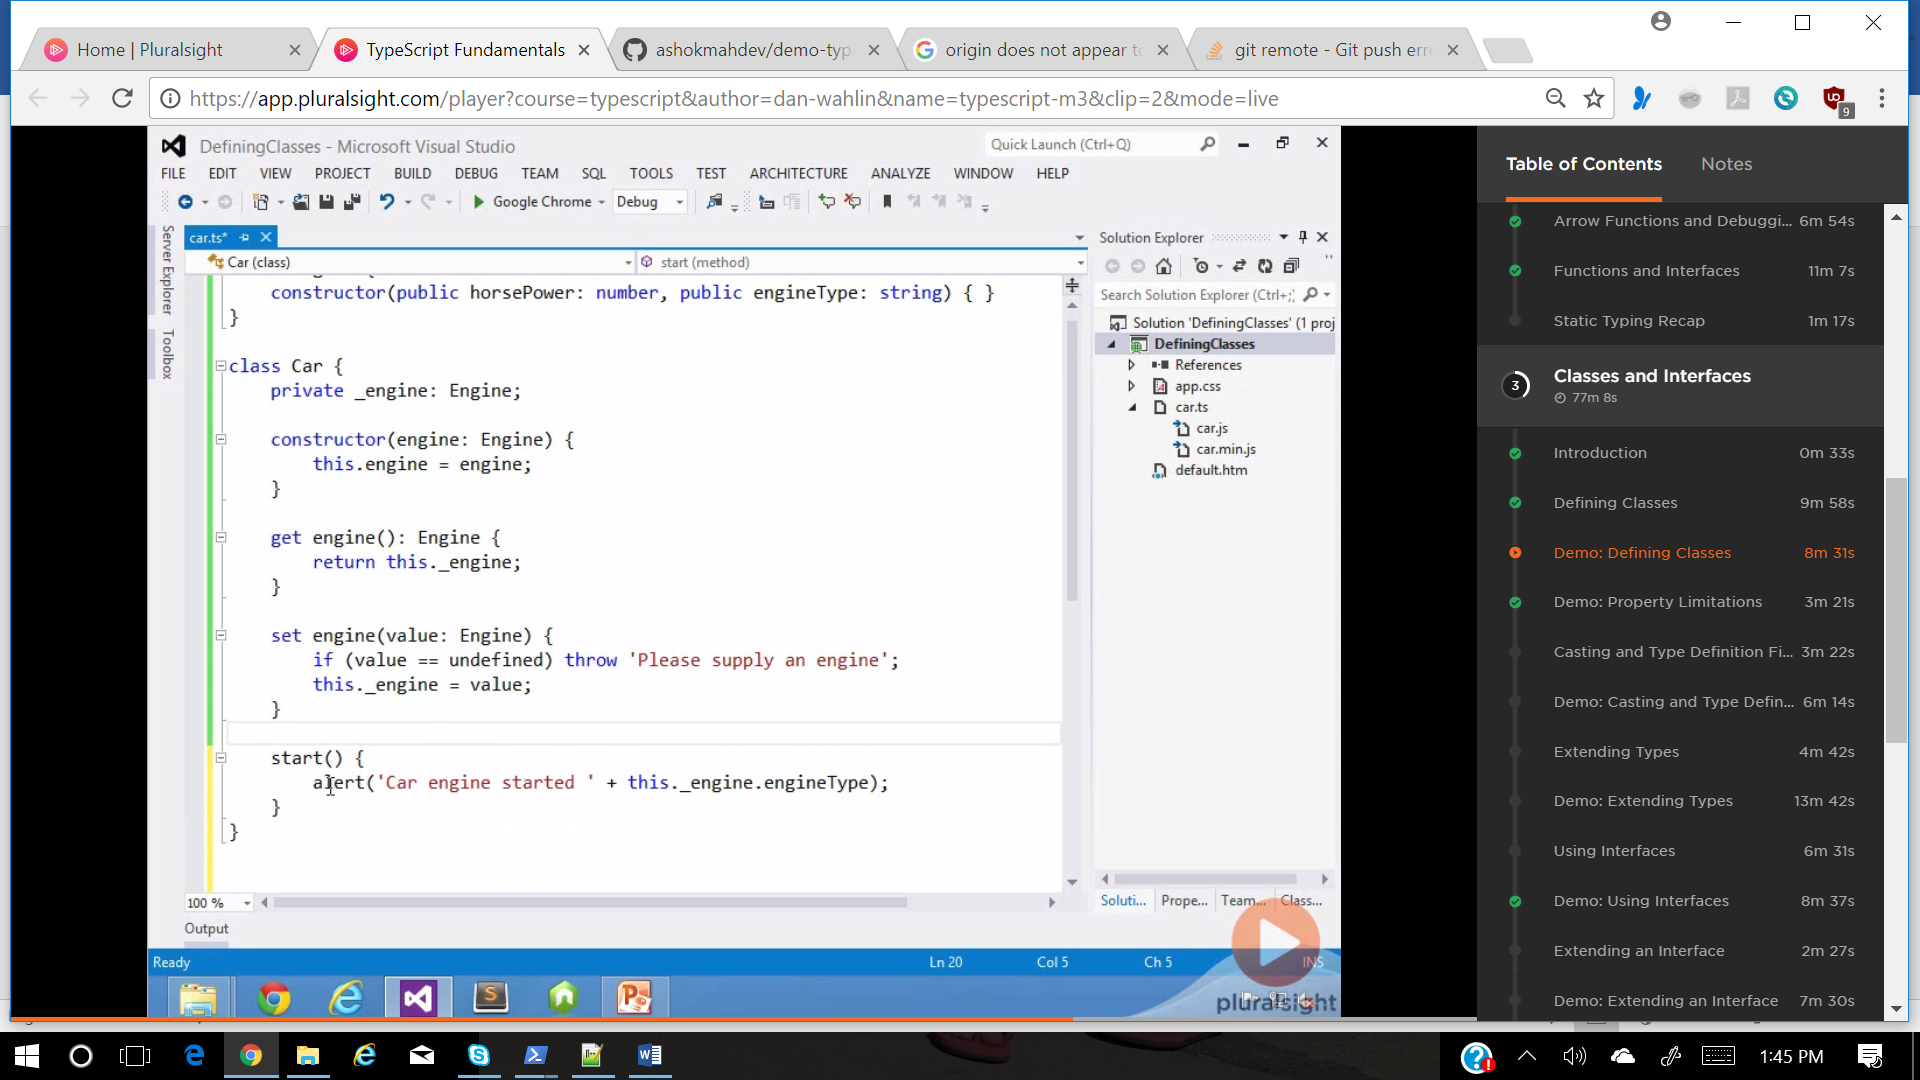 Home | Pluralsight
TypeScript Fundamentals
ashokmahdev/demo-typ
origin does not appear to
git remote - Git push err
https://app.pluralsight.com/player?course=typescript&author=dan-wahlin&name=typescript-m3&clip=2&mode=live
9
DefiningClasses - Microsoft Visual Studio
Quick Launch (Ctrl+Q)
FILE EDIT VIEW PROJECT BUILD DEBUG TEAM SQL TOOLS TEST ARCHITECTURE ANALYZE WINDOW HELP
Google Chrome
Debug
Server Explorer
Toolbox
car.ts*
Car (class)
start (method)
constructor(public horsePower: number, public engineType: string) { }
}
class Car {
private _engine: Engine;
constructor(engine: Engine) {
this.engine = engine;
}
get engine(): Engine {
return this._engine;
}
set engine(value: Engine) {
if (value == undefined) throw 'Please supply an engine';
this._engine = value;
}
start() {
alert('Car engine started ' + this._engine.engineType);
}
}
100 %
Output
Ready
Ln 20
Col 5
Ch 5
INS
Solution Explorer
Search Solution Explorer (Ctrl+;)
Solution 'DefiningClasses' (1 proj
DefiningClasses
References
app.css
car.ts
car.js
car.min.js
default.htm
Soluti... Prope... Team... Class...
pluralsight
Table of Contents
Notes
Arrow Functions and Debuggi... 6m 54s
Functions and Interfaces 11m 7s
Static Typing Recap 1m 17s
3
Classes and Interfaces
77m 8s
Introduction 0m 33s
Defining Classes 9m 58s
Demo: Defining Classes 8m 31s
Demo: Property Limitations 3m 21s
Casting and Type Definition Fi... 3m 22s
Demo: Casting and Type Defin... 6m 14s
Extending Types 4m 42s
Demo: Extending Types 13m 42s
Using Interfaces 6m 31s
Demo: Using Interfaces 8m 37s
Extending an Interface 2m 27s
Demo: Extending an Interface 7m 30s
1:45 PM